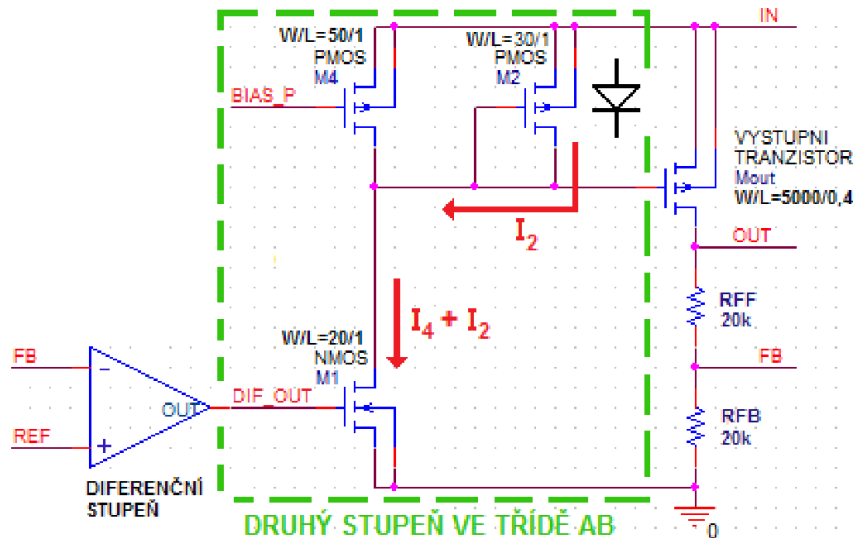 IN
W/L=50/1
PMOS
M4
W/L=30/1
PMOS
M2
BIAS_P
VYSTUPNI
TRANZISTOR
Mout
W/L=5000/0,4
I2
OUT
RFF
20k
I4 + I2
W/L=20/1
NMOS
M1
FB
-
FB
DIF_OUT
OUT
REF
+
RFB
20k
DIFERENČNÍ
STUPEŇ
DRUHÝ STUPEŇ VE TŘÍDĚ AB
0